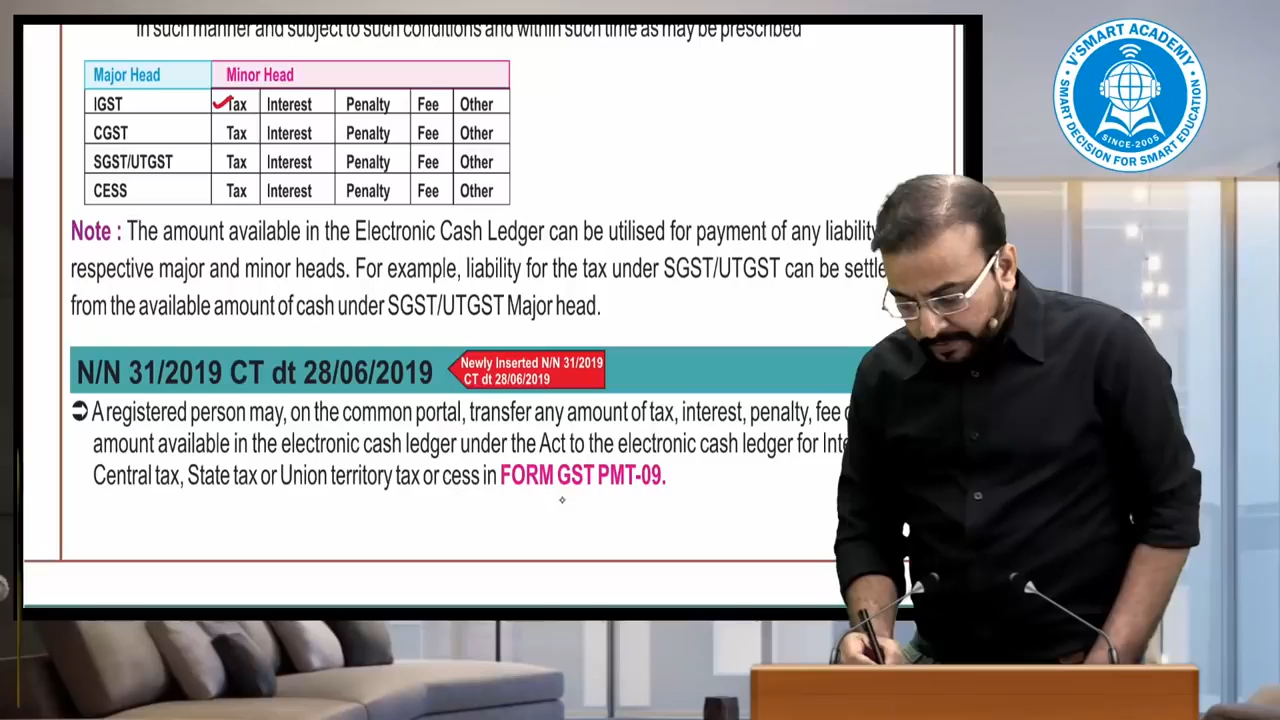 In such manner and subject to such conditions and within such time as may be prescribed
Major Head Minor Head
IGST Tax Interest Penalty Fee Other
CGST Tax Interest Penalty Fee Other
SGST/UTGST Tax Interest Penalty Fee Other
CESS Tax Interest Penalty Fee Other
Note : The amount available in the Electronic Cash Ledger can be utilised for payment of any liability
respective major and minor heads. For example, liability for the tax under SGST/UTGST can be
from the available amount of cash under SGST/UTGST Major head.
N/N 31/2019 CT dt 28/06/2019
Newly Inserted N/N 31/2019
CT dt 28/06/2019
➲ A registered person may, on the common portal, transfer any amount of tax, interest, penalty, fee
amount available in the electronic cash ledger under the Act to the electronic cash ledger for
Central tax, State tax or Union territory tax or cess in FORM GST PMT-09.
V'SMART ACADEMY
SINCE-2005
SMART DECISION FOR SMART EDUCATION